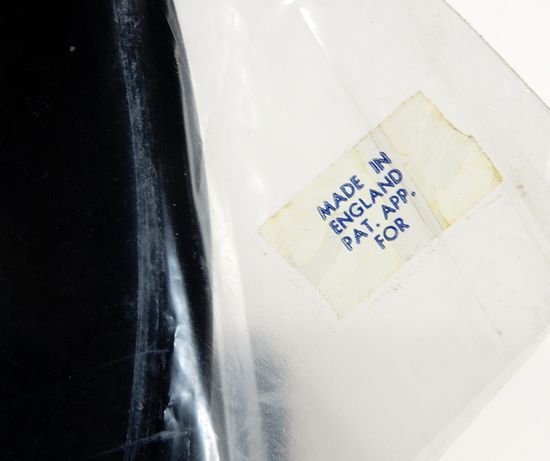 MADE IN
ENGLAND
PAT. APP.
FOR